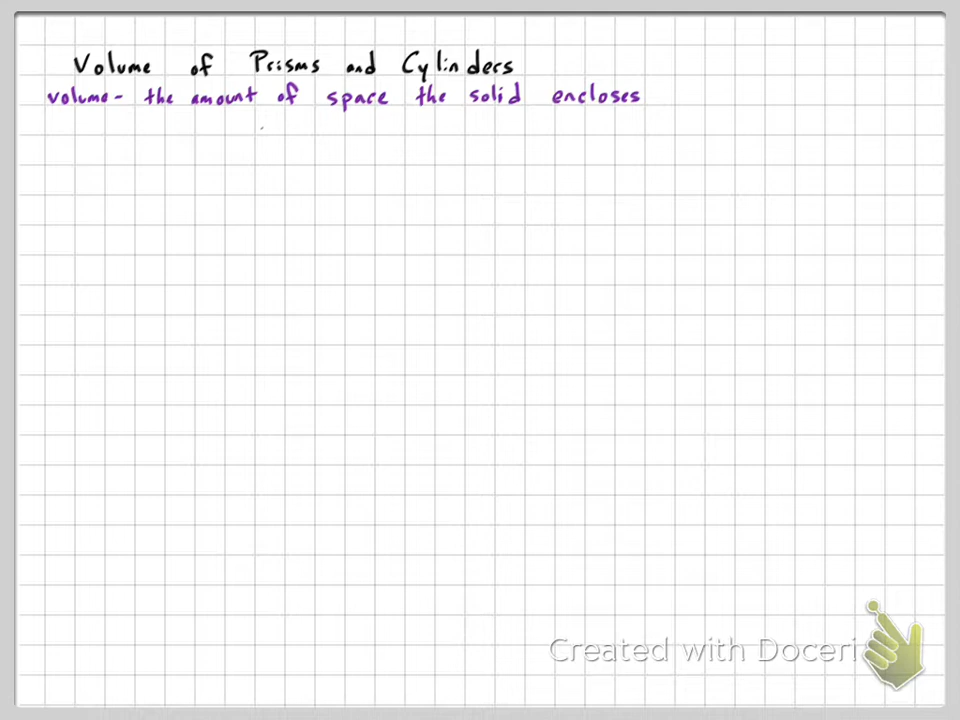 Volume of Prisms and Cylinders
volume- the amount of space the solid encloses
Created with Doceri